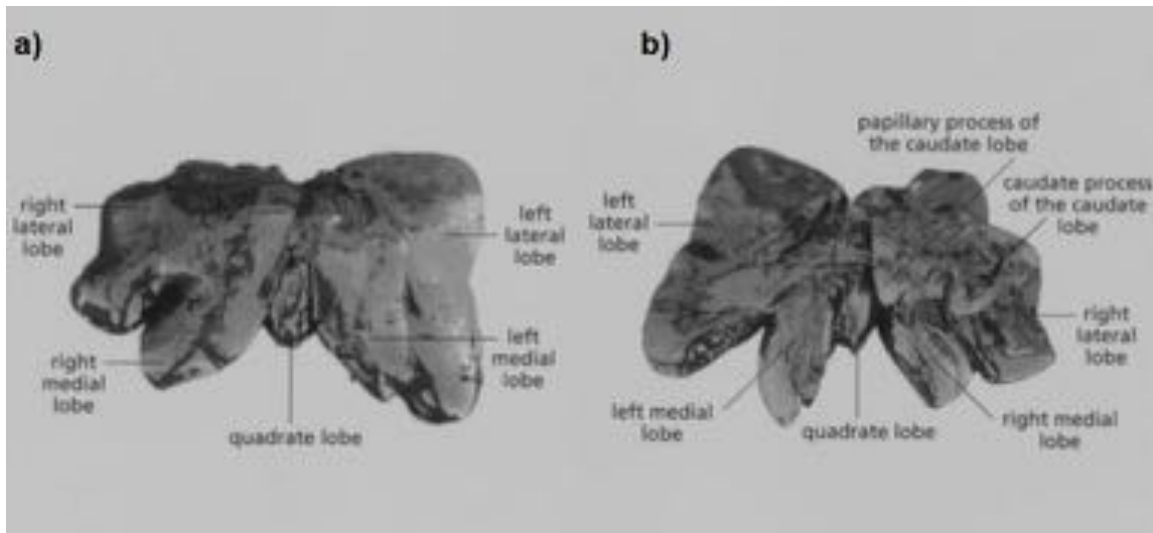 a)
right
lateral
lobe
right
medial
lobe
quadrate lobe
left
lateral
lobe
left
medial
lobe
b)
papillary process of
the caudate lobe
caudate process
of the caudate
lobe
left
lateral
lobe
right
lateral
lobe
left medial
lobe
quadrate lobe
right medial
lobe